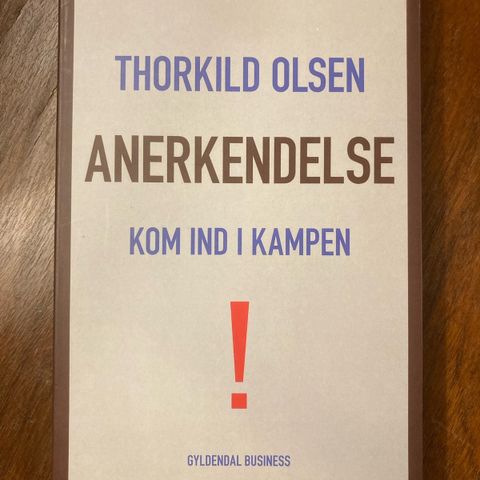 THORKILD OLSEN
ANERKENDELSE
KOM IND I KAMPEN
!
GYLDENDAL BUSINESS